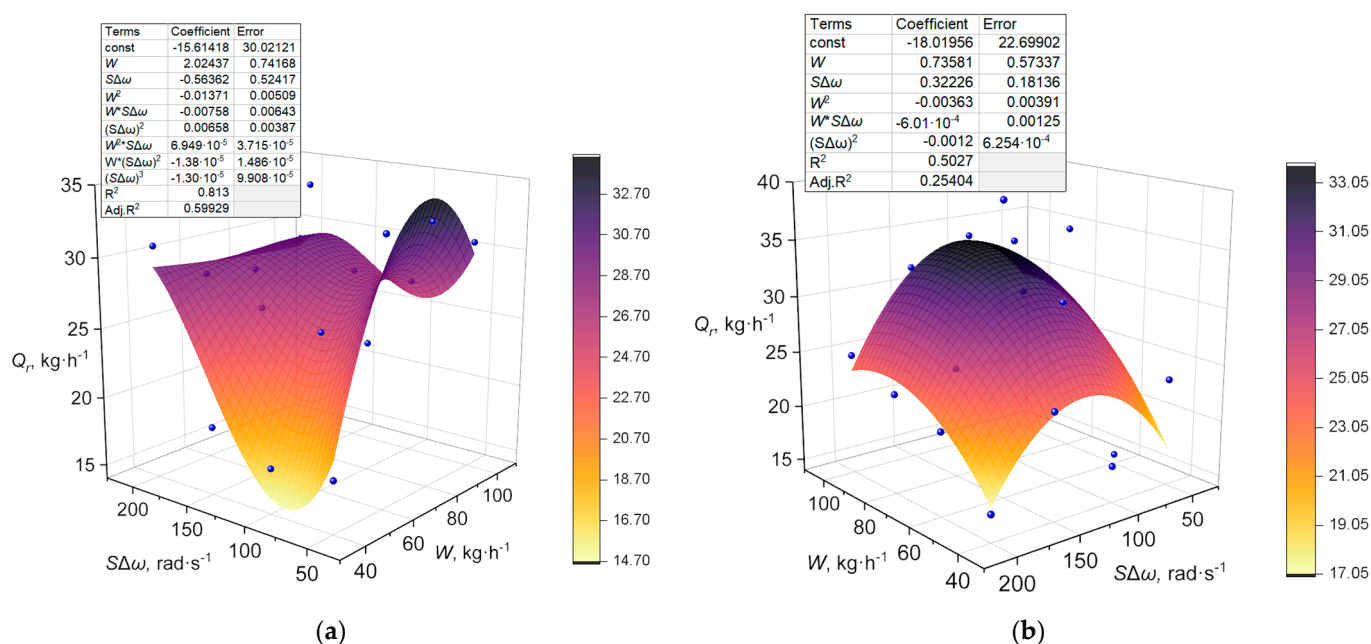 Terms Coefficient Error
const -15.61418 30.02121
W 2.02437 0.74168
SΔω -0.56362 0.52417
W² -0.01371 0.00509
W*SΔω -0.00758 0.00643
(SΔω)² 0.00658 0.00387
W²*SΔω 6.949·10⁻⁵ 3.715·10⁻⁵
W*(SΔω)² -1.38·10⁻⁵ 1.486·10⁻⁵
(SΔω)³ -1.30·10⁻⁵ 9.908·10⁻⁵
R² 0.813
Adj.R² 0.59929
35
30
25
20
15
Qr, kg·h⁻¹
200
150
100
50
SΔω, rad·s⁻¹
40
60
80
100
W, kg·h⁻¹
32.70
30.70
28.70
26.70
24.70
22.70
20.70
18.70
16.70
14.70
(a)
Terms Coefficient Error
const -18.01956 22.69902
W 0.73581 0.57337
SΔω 0.32226 0.18136
W² -0.00363 0.00391
W*SΔω -6.01·10⁻⁴ 0.00125
(SΔω)² -0.0012 6.254·10⁻⁴
R² 0.5027
Adj.R² 0.25404
40
35
30
25
20
15
Qr, kg·h⁻¹
100
80
60
40
W, kg·h⁻¹
200
150
100
50
SΔω, rad·s⁻¹
33.05
31.05
29.05
27.05
25.05
23.05
21.05
19.05
17.05
(b)